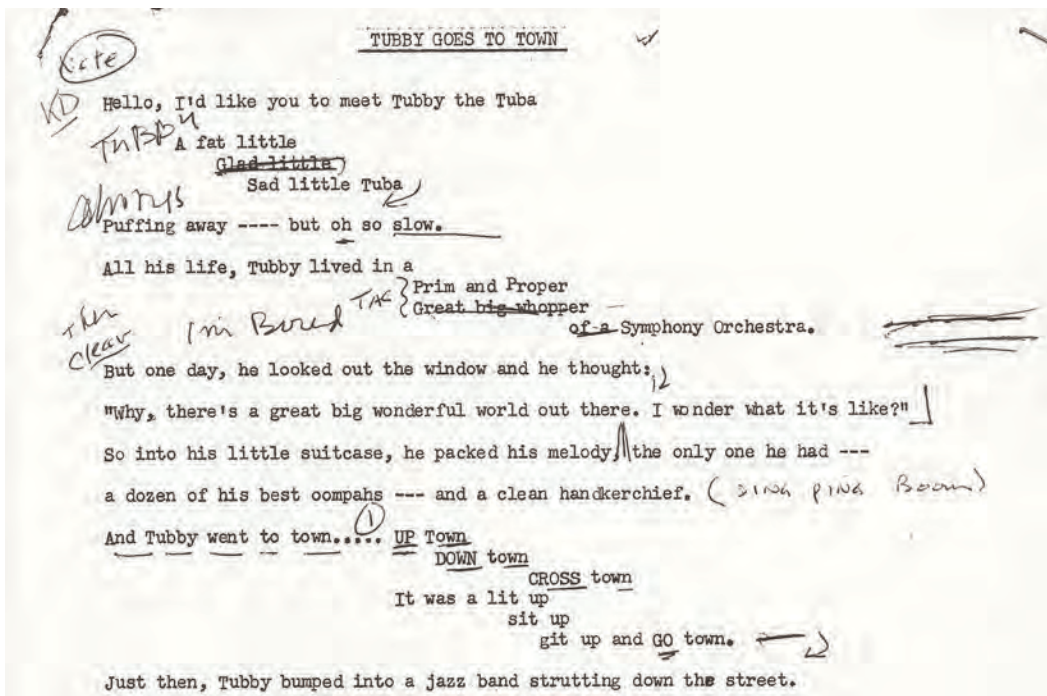 TUBBY GOES TO TOWN
KD Hello, I'd like you to meet Tubby the Tuba
TUBBY A fat little
Glad little
Sad little Tuba
always
Puffing away ---- but oh so slow.
All his life, Tubby lived in a
Prim and Proper
Great big whopper
of a Symphony Orchestra.
Then clear I'm Bored
But one day, he looked out the window and he thought:
"Why, there's a great big wonderful world out there. I wonder what it's like?"
So into his little suitcase, he packed his melody, the only one he had ---
a dozen of his best oompahs --- and a clean handkerchief. (SING PING Boom)
And Tubby went to town..... UP Town
1
DOWN town
CROSS town
It was a lit up
sit up
git up and GO town.
Just then, Tubby bumped into a jazz band strutting down the street.